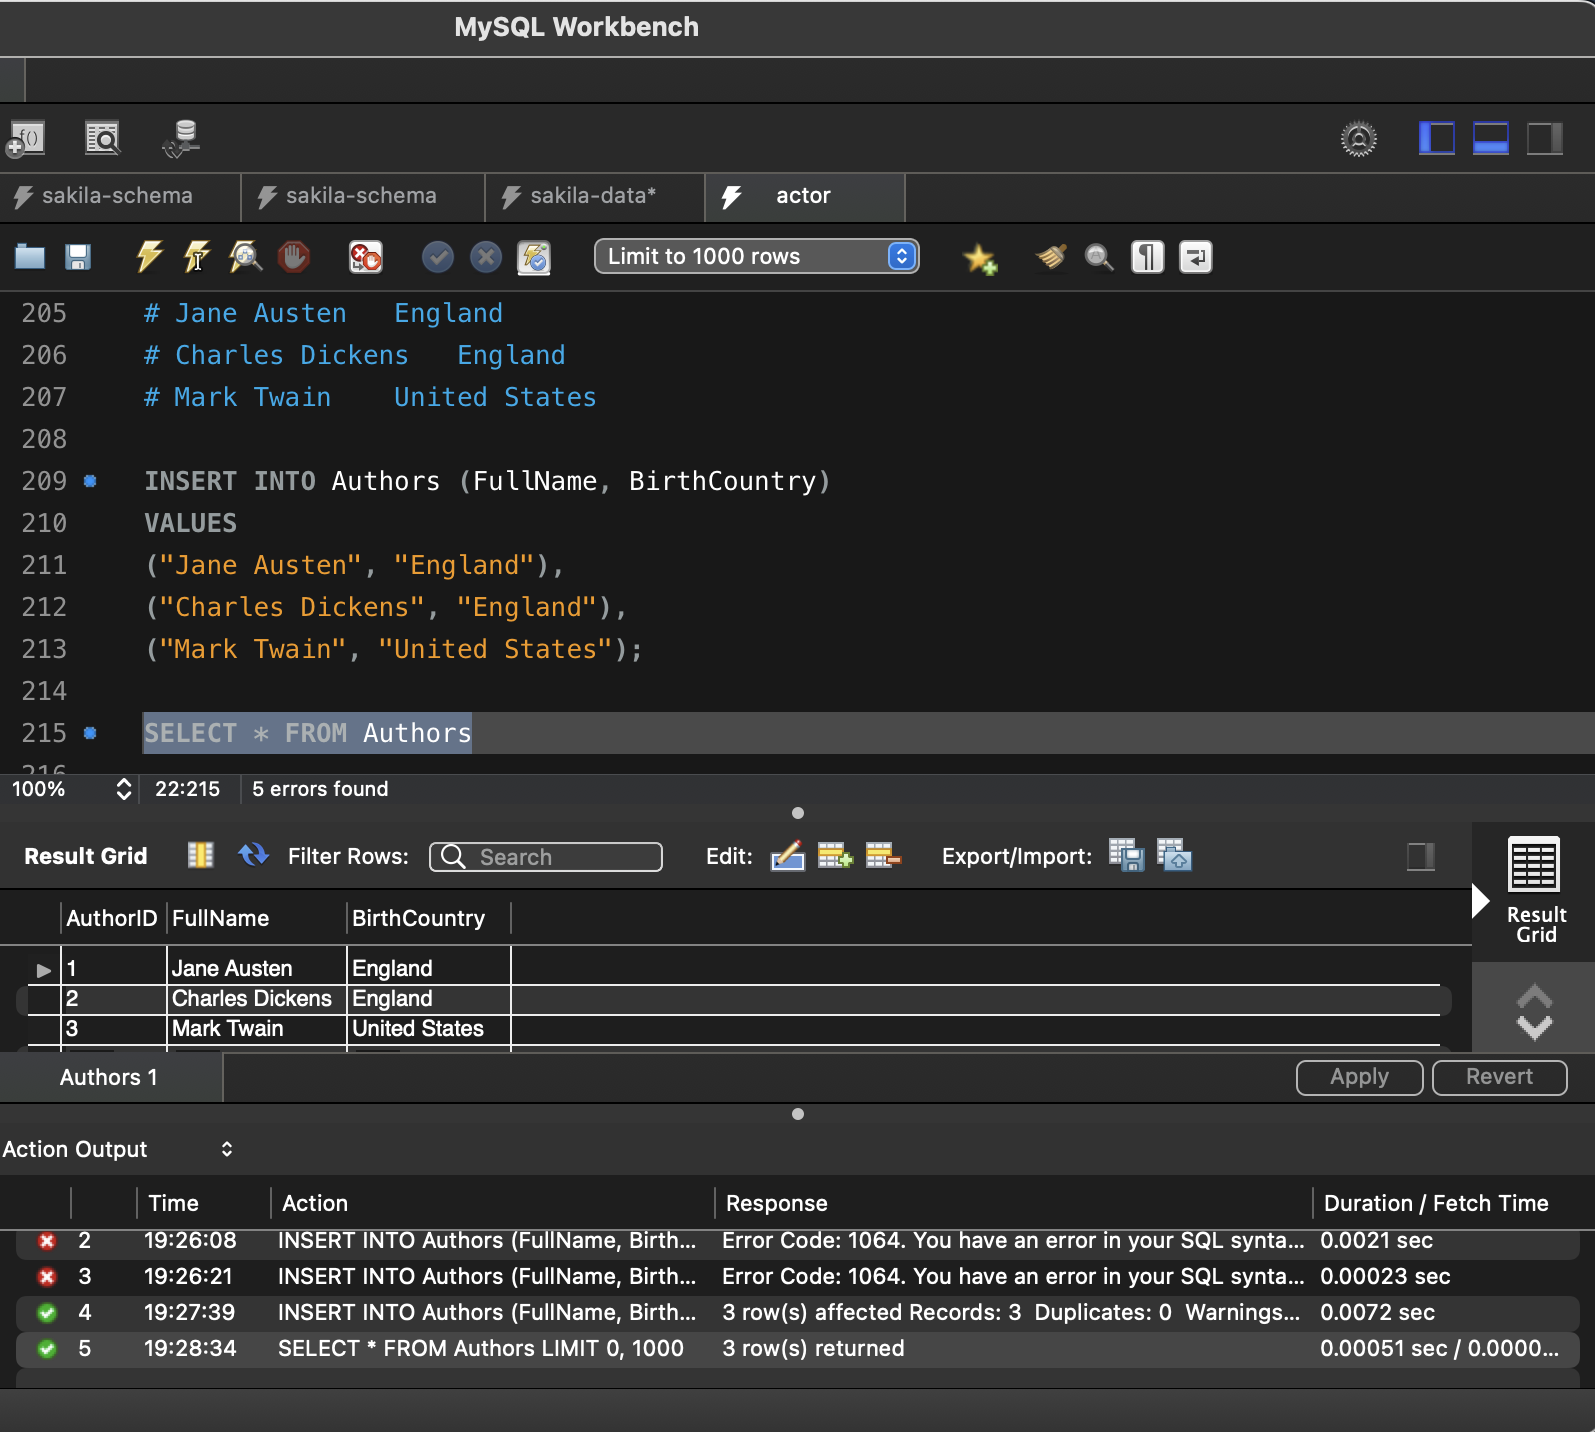 MySQL Workbench
f()
sakila-schema sakila-schema sakila-data* actor
Limit to 1000 rows
205 # Jane Austen England
206 # Charles Dickens England
207 # Mark Twain United States
208
209 INSERT INTO Authors (FullName, BirthCountry)
210 VALUES
211 ("Jane Austen", "England"),
212 ("Charles Dickens", "England"),
213 ("Mark Twain", "United States");
214
215 SELECT * FROM Authors
216
100% 22:215 5 errors found
Result Grid Filter Rows: Search Edit: Export/Import:
Result
Grid
AuthorID FullName BirthCountry
1 Jane Austen England
2 Charles Dickens England
3 Mark Twain United States
Authors 1 Apply Revert
Action Output
Time Action Response Duration / Fetch Time
2 19:26:08 INSERT INTO Authors (FullName, Birth... Error Code: 1064. You have an error in your SQL synta... 0.0021 sec
3 19:26:21 INSERT INTO Authors (FullName, Birth... Error Code: 1064. You have an error in your SQL synta... 0.00023 sec
4 19:27:39 INSERT INTO Authors (FullName, Birth... 3 row(s) affected Records: 3 Duplicates: 0 Warnings... 0.0072 sec
5 19:28:34 SELECT * FROM Authors LIMIT 0, 1000 3 row(s) returned 0.00051 sec / 0.0000...